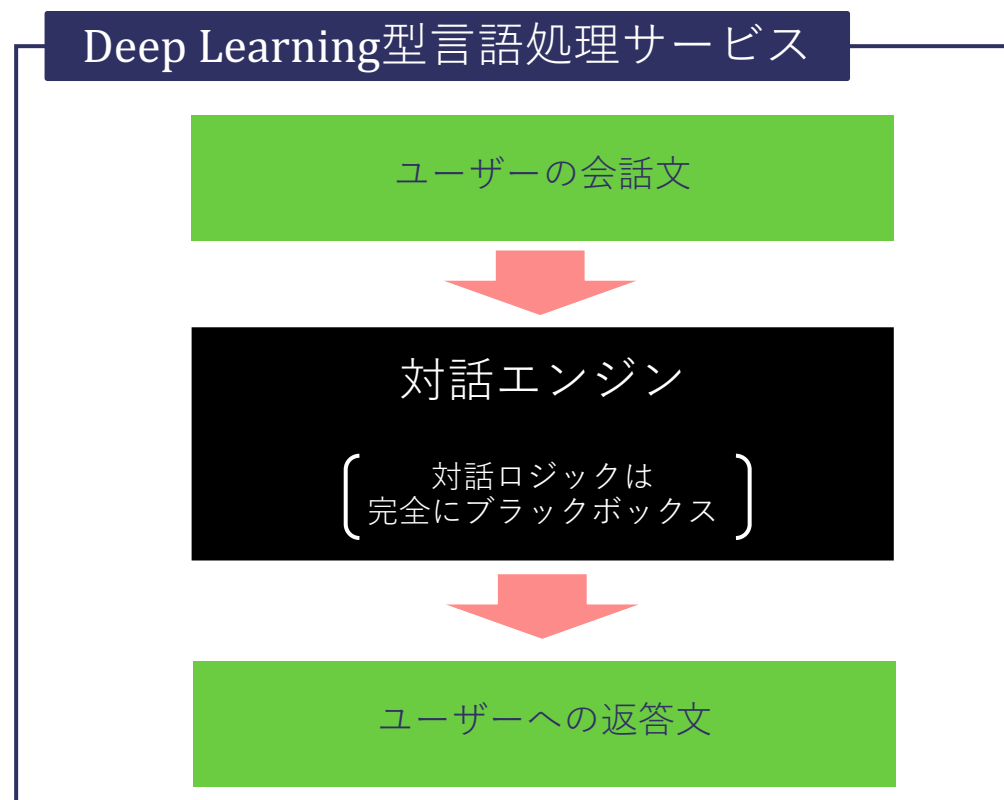 Deep Learning型言語処理サービス
ユーザーの会話文
対話エンジン
対話ロジックは
完全にブラックボックス
ユーザーへの返答文